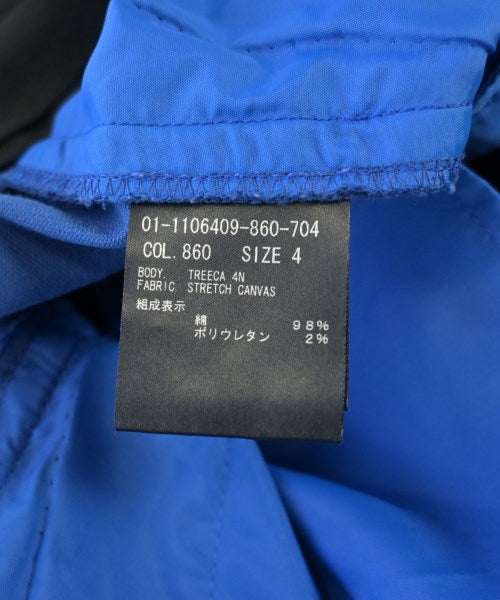 01-1106409-860-704
COL. 860 SIZE 4
BODY. TREECA 4N
FABRIC STRETCH CANVAS
組成表示
綿 98%
ポリウレタン 2%